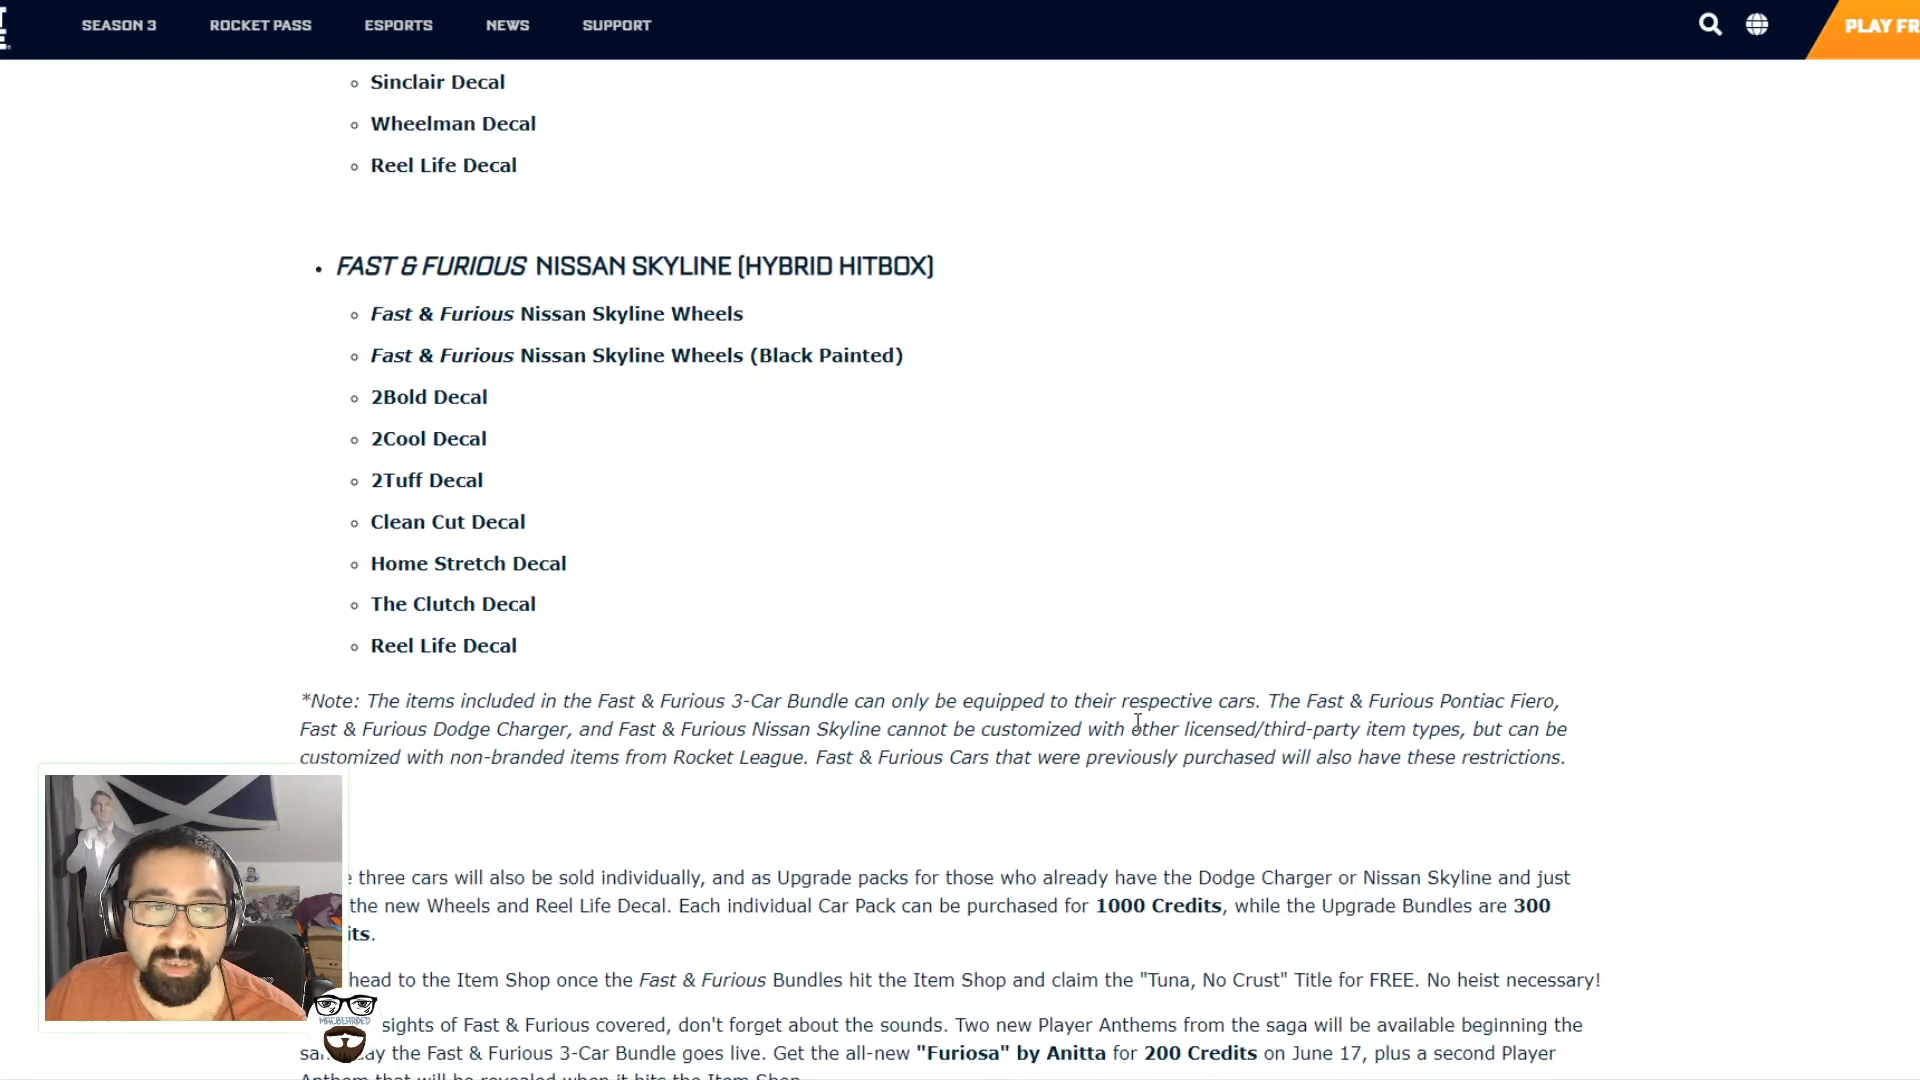 SEASON 3 ROCKET PASS ESPORTS NEWS SUPPORT PLAY FR
Sinclair Decal
Wheelman Decal
Reel Life Decal
FAST & FURIOUS NISSAN SKYLINE (HYBRID HITBOX)
Fast & Furious Nissan Skyline Wheels
Fast & Furious Nissan Skyline Wheels (Black Painted)
2Bold Decal
2Cool Decal
2Tuff Decal
Clean Cut Decal
Home Stretch Decal
The Clutch Decal
Reel Life Decal
*Note: The items included in the Fast & Furious 3-Car Bundle can only be equipped to their respective cars. The Fast & Furious Pontiac Fiero,
Fast & Furious Dodge Charger, and Fast & Furious Nissan Skyline cannot be customized with other licensed/third-party item types, but can be
customized with non-branded items from Rocket League. Fast & Furious Cars that were previously purchased will also have these restrictions.
three cars will also be sold individually, and as Upgrade packs for those who already have the Dodge Charger or Nissan Skyline and just
the new Wheels and Reel Life Decal. Each individual Car Pack can be purchased for 1000 Credits, while the Upgrade Bundles are 300
its.
head to the Item Shop once the Fast & Furious Bundles hit the Item Shop and claim the "Tuna, No Crust" Title for FREE. No heist necessary!
sights of Fast & Furious covered, don't forget about the sounds. Two new Player Anthems from the saga will be available beginning the
the Fast & Furious 3-Car Bundle goes live. Get the all-new "Furiosa" by Anitta for 200 Credits on June 17, plus a second Player
Anthem that will be revealed when it hits the Item Shop.
MACBEARDED